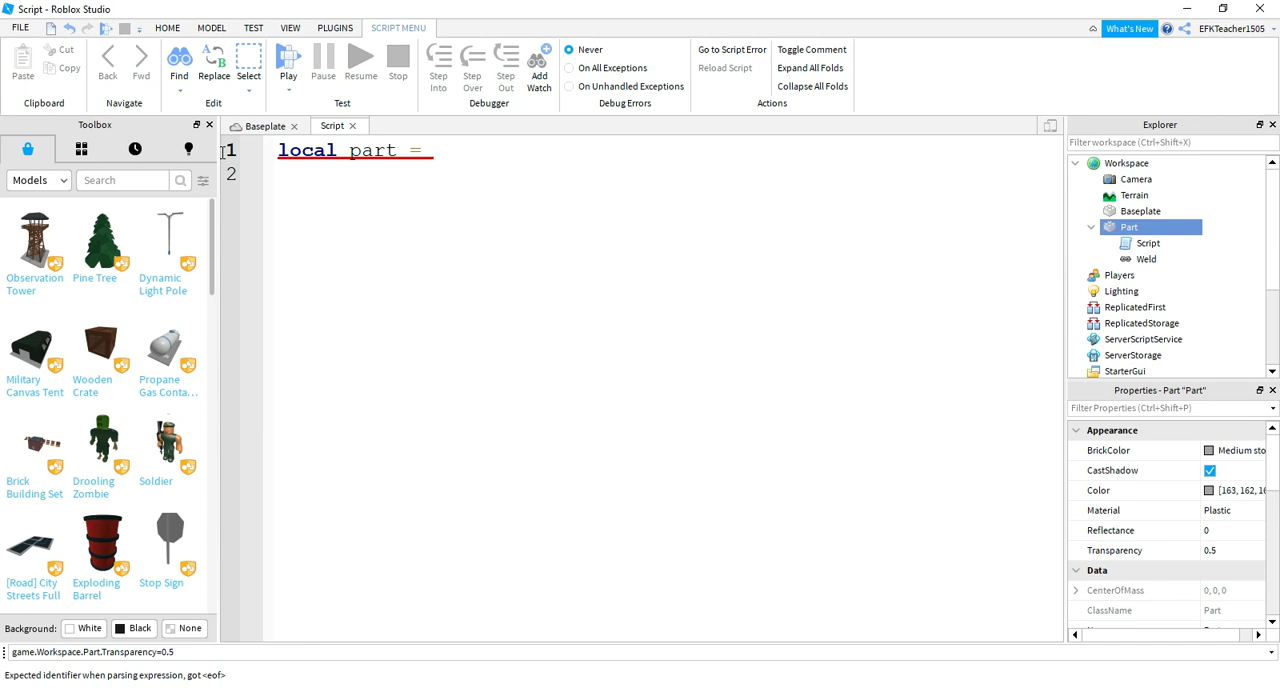 Script - Roblox Studio
FILE HOME MODEL TEST VIEW PLUGINS SCRIPT MENU What's New EFKTeacher1505
Paste Cut Copy
Clipboard
Back Fwd
Navigate
Find Replace Select
Edit
Play Pause Resume Stop
Test
Step Into Step Over Step Out Add Watch
Debugger
Never
On All Exceptions
On Unhandled Exceptions
Debug Errors
Go to Script Error Toggle Comment
Reload Script Expand All Folds
Collapse All Folds
Actions
Toolbox
Models Search
Observation Tower
Pine Tree
Dynamic Light Pole
Military Canvas Tent
Wooden Crate
Propane Gas Conta...
Brick Building Set
Drooling Zombie
Soldier
[Road] City Streets Full
Exploding Barrel
Stop Sign
Background: White Black None
Baseplate Script
1 local part =
2
Explorer
Filter workspace (Ctrl+Shift+X)
Workspace
Camera
Terrain
Baseplate
Part
Script
Weld
Players
Lighting
ReplicatedFirst
ReplicatedStorage
ServerScriptService
ServerStorage
StarterGui
Properties - Part "Part"
Filter Properties (Ctrl+Shift+P)
Appearance
BrickColor Medium sto
CastShadow
Color [163, 162, 16
Material Plastic
Reflectance 0
Transparency 0.5
Data
CenterOfMass 0, 0, 0
ClassName Part
game.Workspace.Part.Transparency=0.5
Expected identifier when parsing expression, got <eof>